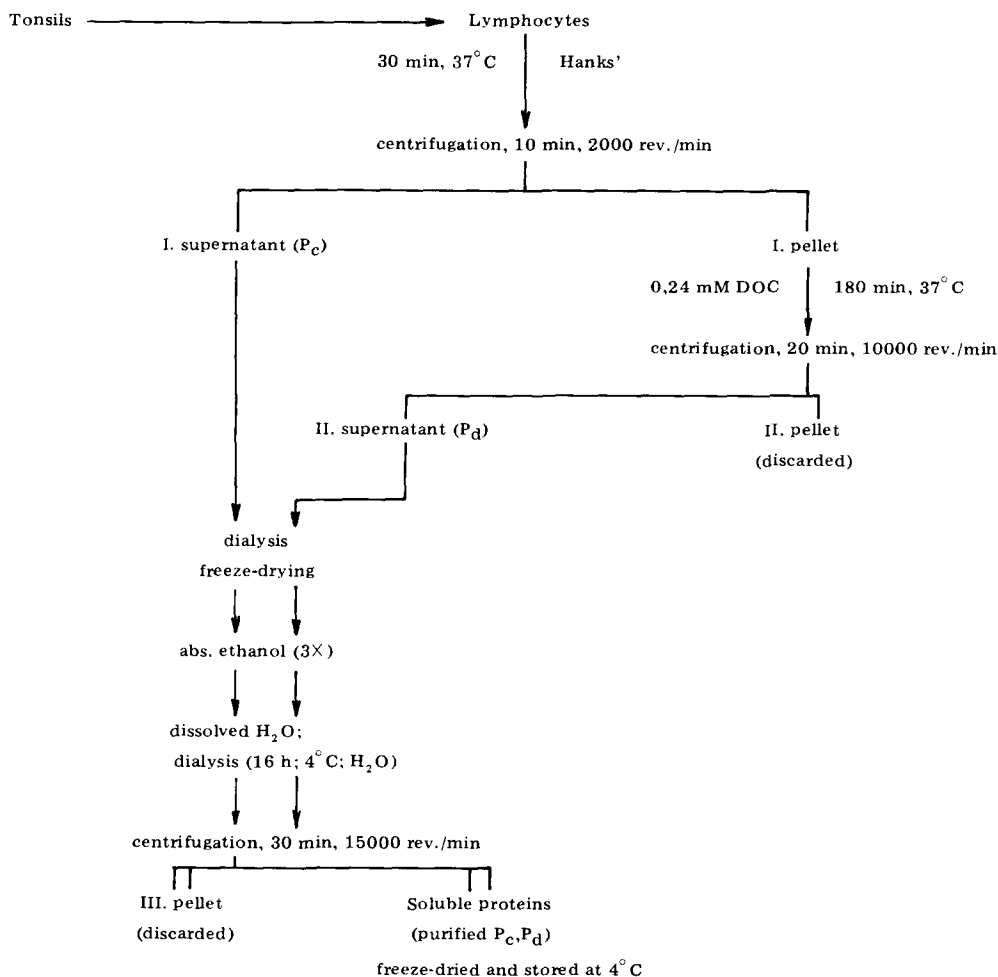 Tonsils
Lymphocytes
30 min, 37°C
Hanks'
centrifugation, 10 min, 2000 rev./min
I. supernatant (Pc)
I. pellet
0,24 mM DOC
180 min, 37°C
centrifugation, 20 min, 10000 rev./min
II. supernatant (Pd)
II. pellet
(discarded)
dialysis
freeze-drying
abs. ethanol (3×)
dissolved H2O;
dialysis (16 h; 4°C; H2O)
centrifugation, 30 min, 15000 rev./min
III. pellet
(discarded)
Soluble proteins
(purified Pc,Pd)
freeze-dried and stored at 4°C